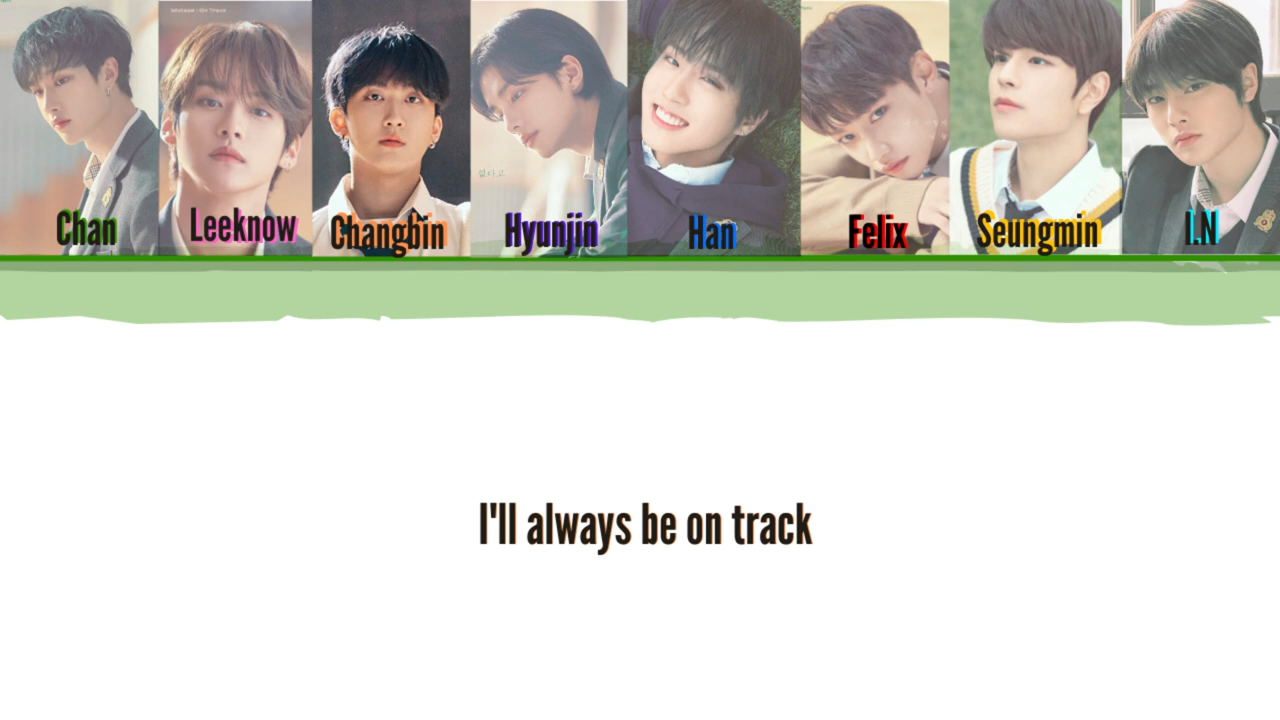 Chan
Leeknow
Changbin
Hyunjin
Han
Felix
Seungmin
I.N
I'll always be on track